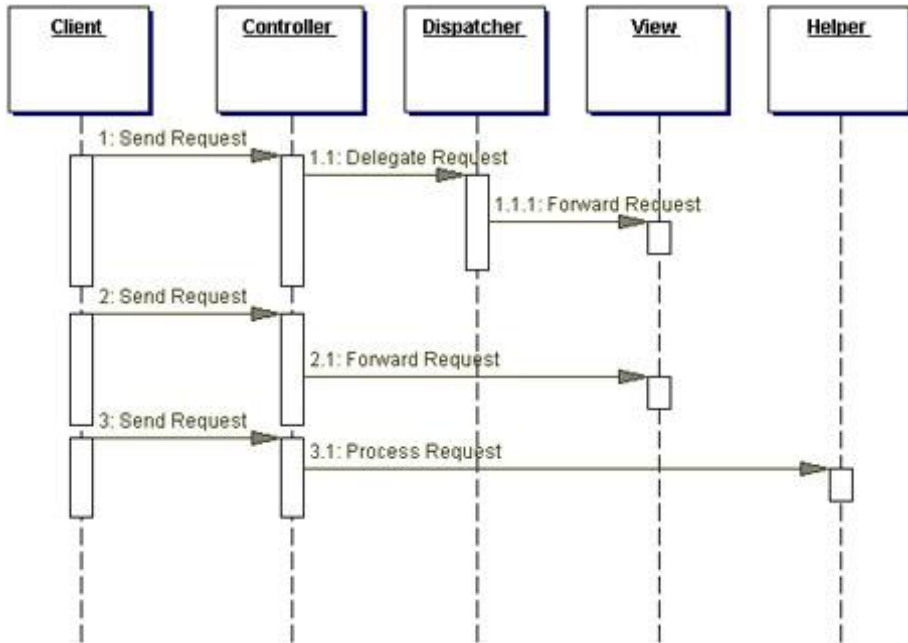 Client
Controller
Dispatcher
View
Helper
1: Send Request
1.1: Delegate Request
1.1.1: Forward Request
2: Send Request
2.1: Forward Request
3: Send Request
3.1: Process Request